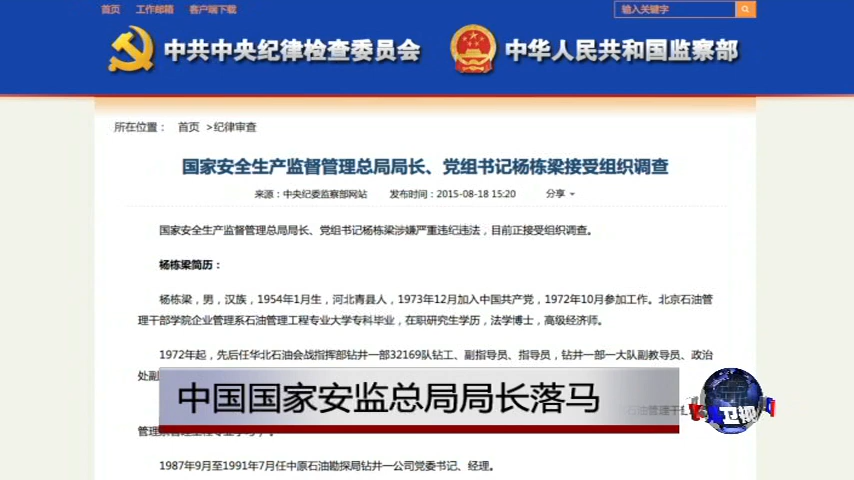 首页 工作邮箱 客户端下载
输入关键字
中共中央纪律检查委员会 中华人民共和国监察部
所在位置： 首页 >纪律审查
国家安全生产监督管理总局局长、党组书记杨栋梁接受组织调查
来源：中央纪委监察部网站 发布时间：2015-08-18 15:20 分享
国家安全生产监督管理总局局长、党组书记杨栋梁涉嫌严重违纪违法，目前正接受组织调查。
杨栋梁简历：
杨栋梁，男，汉族，1954年1月生，河北青县人，1973年12月加入中国共产党，1972年10月参加工作。北京石油管
理干部学院企业管理系石油管理工程专业大学专科毕业，在职研究生学历，法学博士，高级经济师。
1972年起，先后任华北石油会战指挥部钻井一部32169队钻工、副指导员、指导员，钻井一部一大队副教导员、政治
处副
中国国家安监总局局长落马
石油管理干
卫视
1987年9月至1991年7月任中原石油勘探局钻井一公司党委书记、经理。